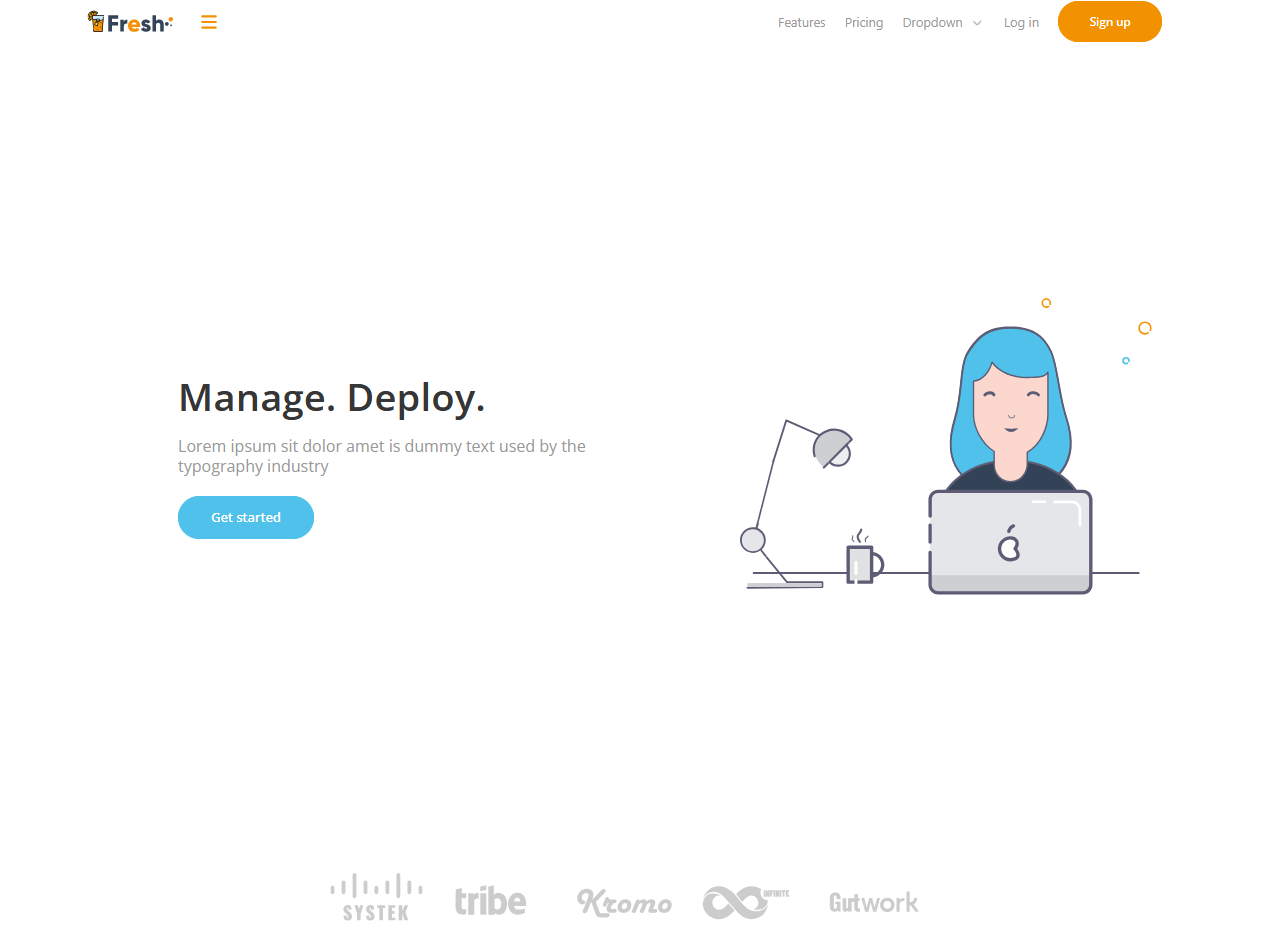 Fresh
Features
Pricing
Dropdown
Log in
Sign up
Manage. Deploy.
Lorem ipsum sit dolor amet is dummy text used by the
typography industry
Get started
SYSTEK
tribe
Kromo
INFINITE
Gutwork